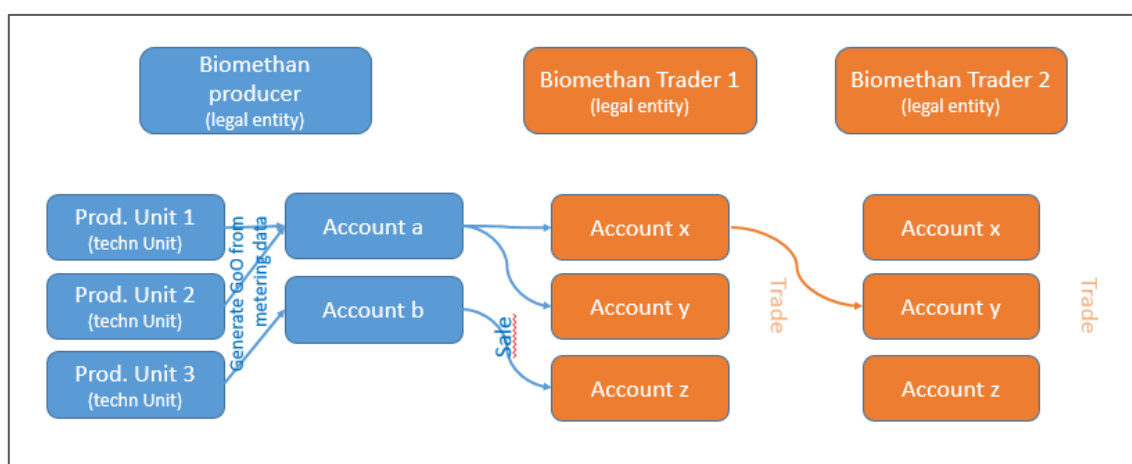 Biomethan
producer
(legal entity)
Biomethan Trader 1
(legal entity)
Biomethan Trader 2
(legal entity)
Prod. Unit 1
(techn Unit)
Prod. Unit 2
(techn Unit)
Prod. Unit 3
(techn Unit)
Generate GoO from
metering data
Account a
Account b
Sale
Account x
Account y
Account z
Trade
Account x
Account y
Account z
Trade